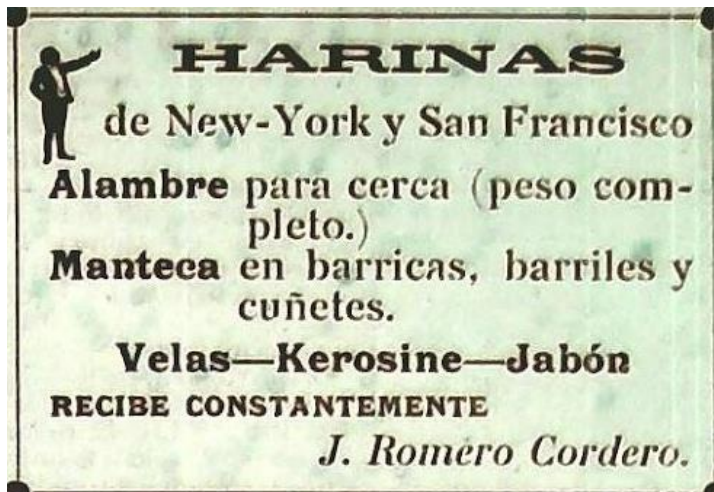 HARINAS
de New-York y San Francisco
Alambre para cerca (peso com-
pleto.)
Manteca en barricas, barriles y
cuñetes.
Velas—Kerosine—Jabón
RECIBE CONSTANTEMENTE
J. Romero Cordero.